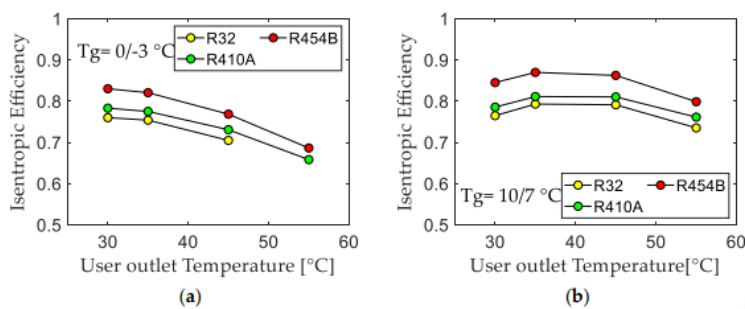 1
0.9
0.8
0.7
0.6
0.5
Isentropic Efficiency
Tg= 0/-3 °C
R32
R454B
R410A
30
40
50
60
User outlet Temperature [°C]
(a)
1
0.9
0.8
0.7
0.6
0.5
Isentropic Efficiency
Tg= 10/7 °C
R32
R454B
R410A
30
40
50
60
User outlet Temperature[°C]
(b)